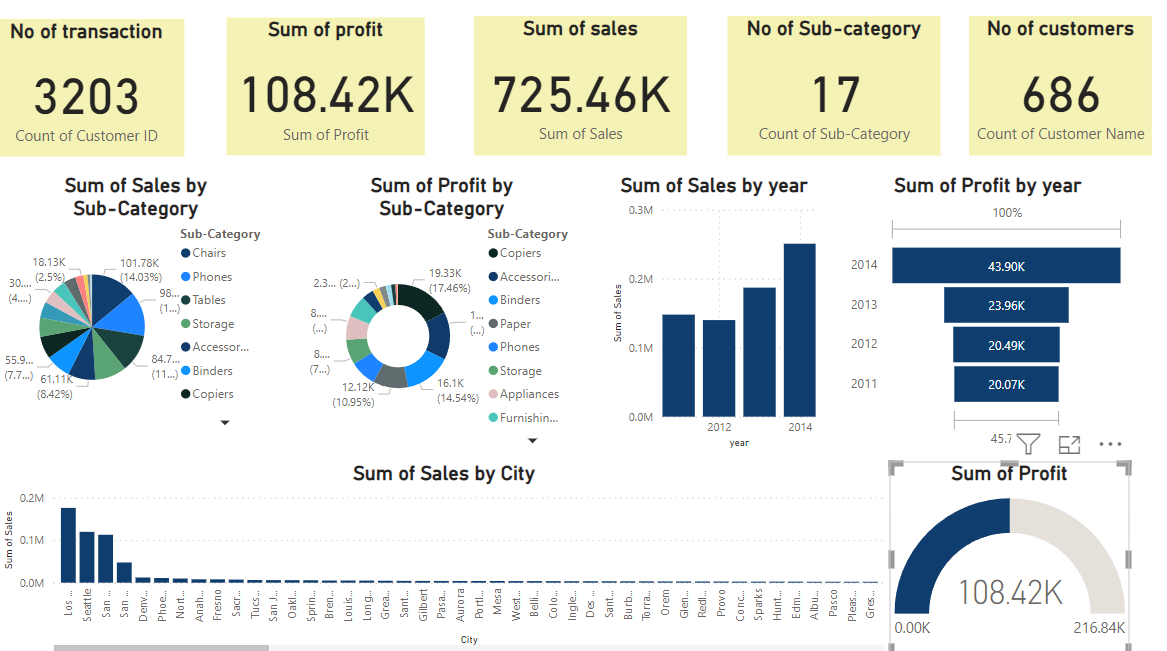 No of transaction
3203
Count of Customer ID
Sum of profit
108.42K
Sum of Profit
Sum of sales
725.46K
Sum of Sales
No of Sub-category
17
Count of Sub-Category
No of customers
686
Count of Customer Name
Sum of Sales by
Sub-Category
Sub-Category
Chairs
Phones
Tables
Storage
Accessor...
Binders
Copiers
101.78K
(14.03%)
98...
(1...)
84.7...
(11...)
61.11K
(8.42%)
55.9...
(7.7...)
30....
(4....)
18.13K
(2.5%)
Sum of Profit by
Sub-Category
Sub-Category
Copiers
Accessori...
Binders
Paper
Phones
Storage
Appliances
Furnishin...
19.33K
(17.46%)
1...
(...)
16.1K
(14.54%)
12.12K
(10.95%)
8....
(7...)
8....
(...)
2.3... (2...)
Sum of Sales by year
Sum of Sales
0.3M
0.2M
0.1M
0.0M
2012
2014
year
Sum of Profit by year
100%
2014
43.90K
2013
23.96K
2012
20.49K
2011
20.07K
45.7
Sum of Sales by City
Sum of Sales
0.2M
0.1M
0.0M
Los ...
Seattle
San ...
San ...
Denv...
Phoe...
Nort...
Anah...
Fresno
Sacr...
Tucs...
San J...
Oakl...
Sprin...
Bren...
Louis...
Long...
Grea...
Sant...
Gilbert
Pasa...
Aurora
Portl...
Mesa
West...
Belli...
Colo...
Ingle...
Des ...
Sant...
Burb...
Torra...
Orem
Glen...
Redl...
Provo
Conc...
Sparks
Hunt...
Edm...
Albu...
Pasco
Pleas...
Gres...
City
Sum of Profit
108.42K
0.00K
216.84K